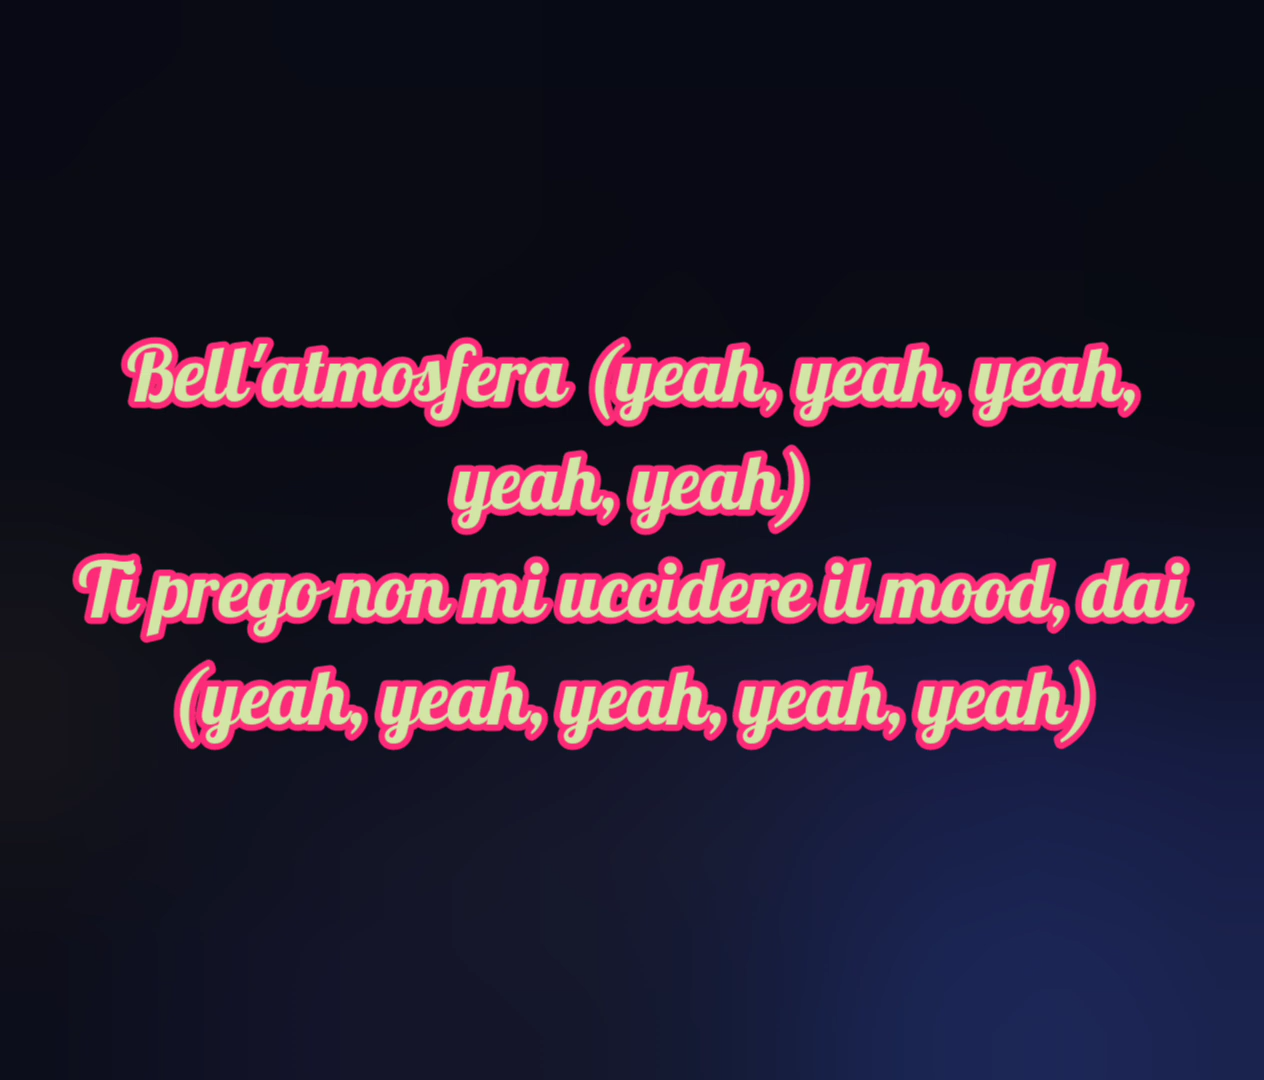 Bell'atmosfera (yeah, yeah, yeah,
yeah, yeah)
Ti prego non mi uccidere il mood, dai
(yeah, yeah, yeah, yeah, yeah)